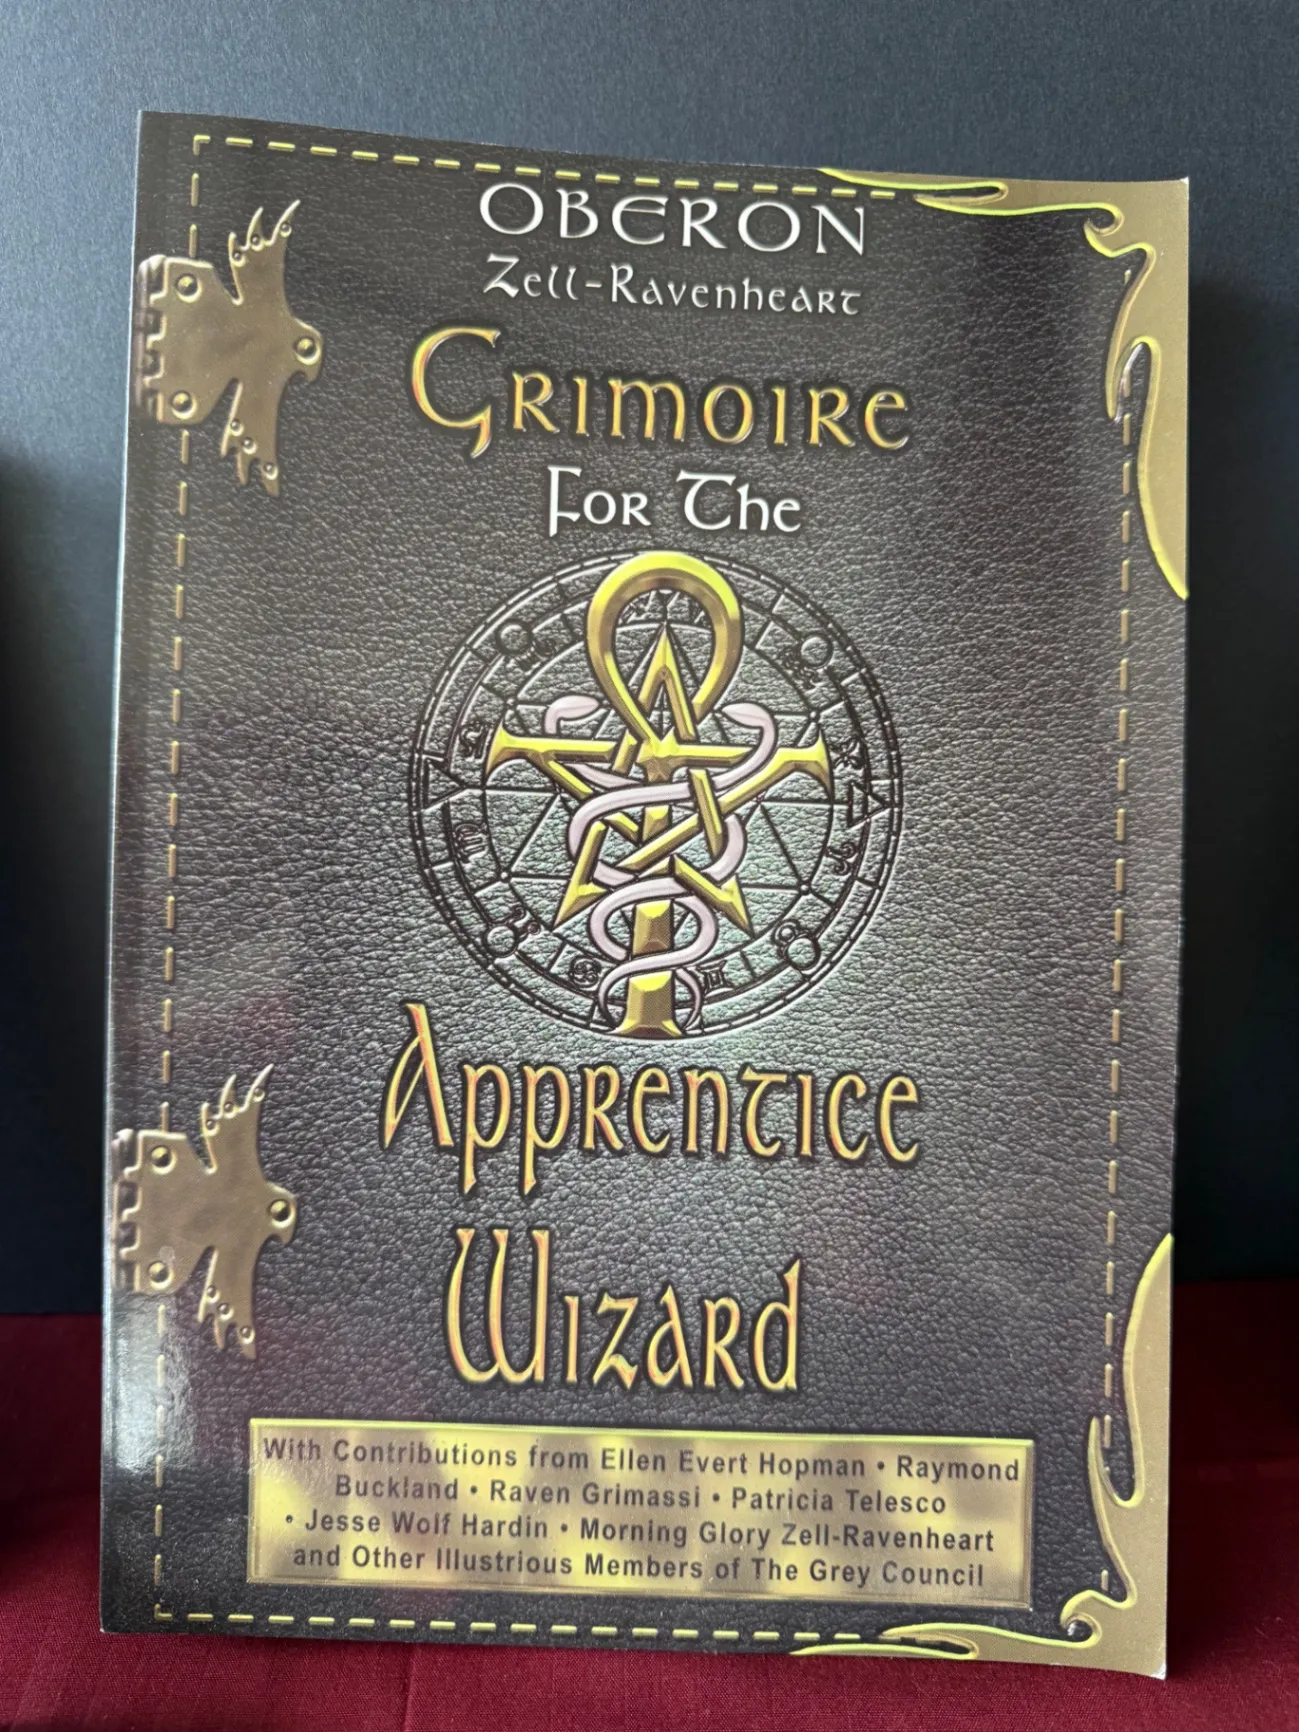 OBERON
Zell-Ravenheart
Grimoire
For The
Apprentice
Wizard
With Contributions from Ellen Evert Hopman • Raymond
Buckland • Raven Grimassi • Patricia Telesco
• Jesse Wolf Hardin • Morning Glory Zell-Ravenheart
and Other Illustrious Members of The Grey Council